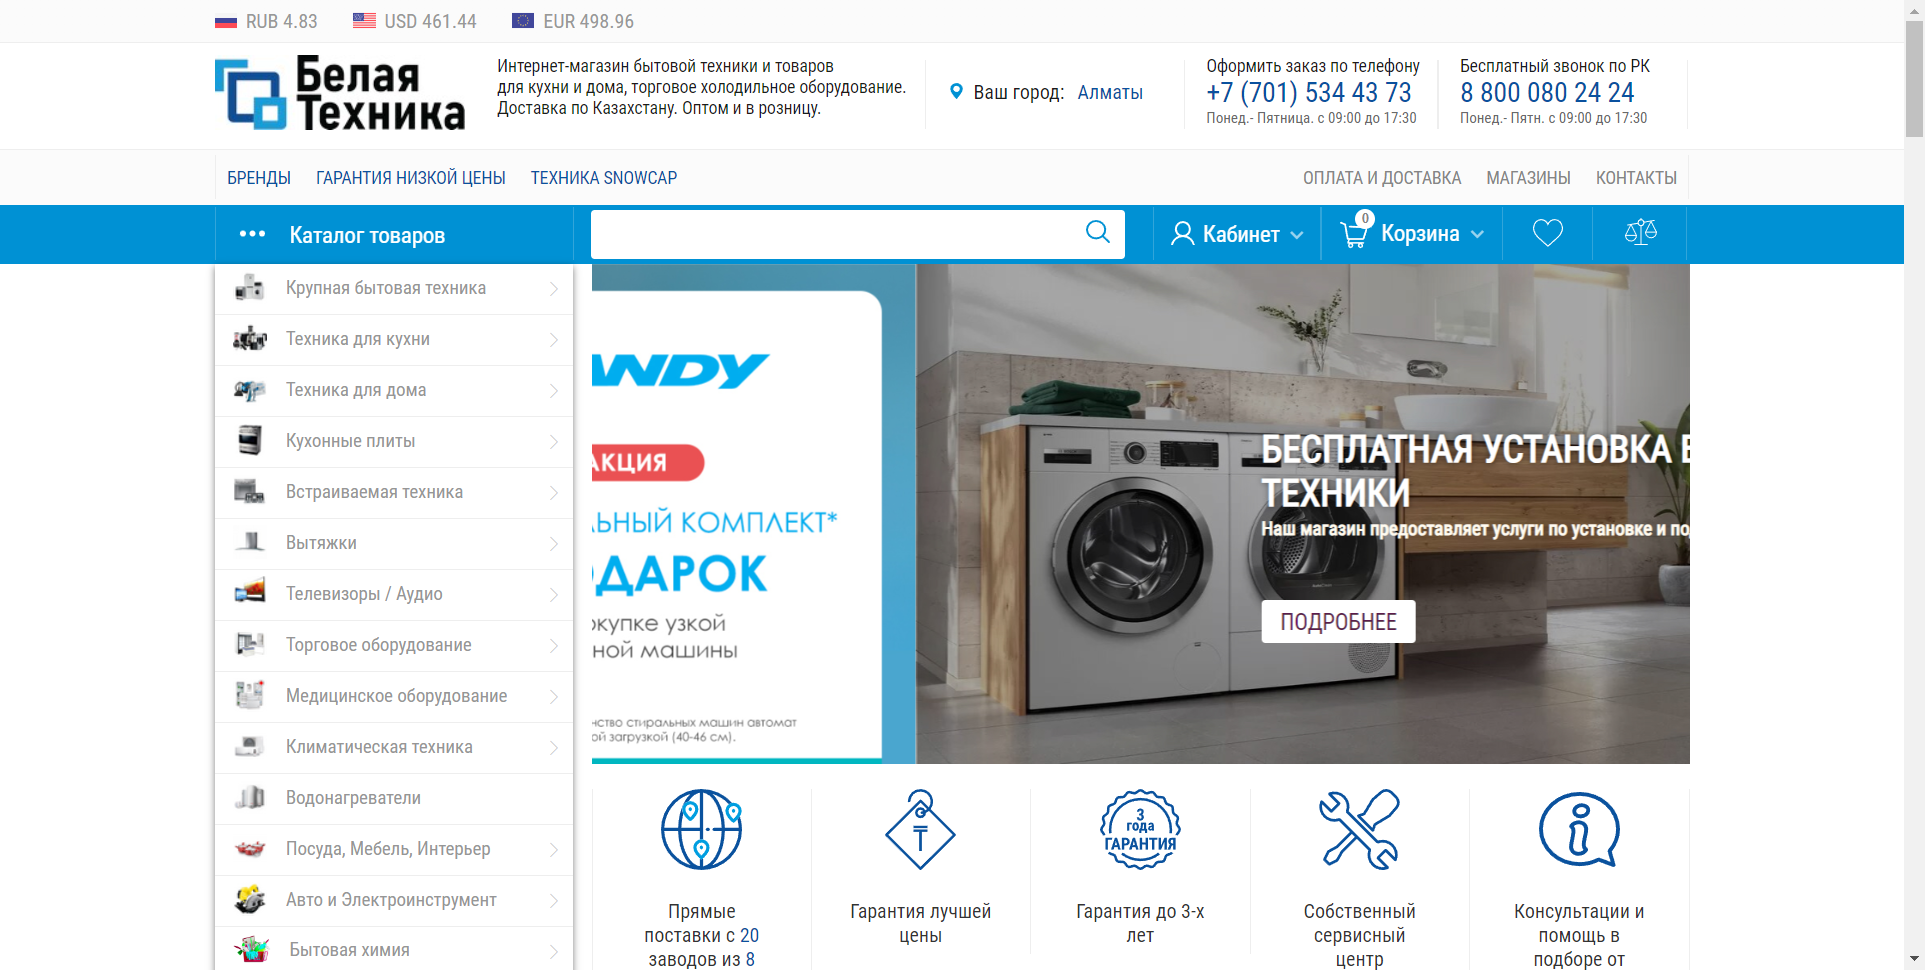 RUB 4.83
USD 461.44
EUR 498.96
Белая
Техника
Интернет-магазин бытовой техники и товаров
для кухни и дома, торговое холодильное оборудование.
Доставка по Казахстану. Оптом и в розницу.
Ваш город: Алматы
Оформить заказ по телефону
+7 (701) 534 43 73
Понед.- Пятница. с 09:00 до 17:30
Бесплатный звонок по РК
8 800 080 24 24
Понед.- Пятн. с 09:00 до 17:30
БРЕНДЫ
ГАРАНТИЯ НИЗКОЙ ЦЕНЫ
ТЕХНИКА SNOWCAP
ОПЛАТА И ДОСТАВКА
МАГАЗИНЫ
КОНТАКТЫ
Каталог товаров
Кабинет
0
Корзина
Крупная бытовая техника
Техника для кухни
Техника для дома
Кухонные плиты
Встраиваемая техника
Вытяжки
Телевизоры / Аудио
Торговое оборудование
Медицинское оборудование
Климатическая техника
Водонагреватели
Посуда, Мебель, Интерьер
Авто и Электроинструмент
Бытовая химия
ANDY
АКЦИЯ
ЬНЫЙ КОМПЛЕКТ*
ОДАРОК
окупке узкой
ной машины
нство стиральных машин автомат
ой загрузкой (40-46 см).
БЕСПЛАТНАЯ УСТАНОВКА В
ТЕХНИКИ
Наш магазин предоставляет услуги по установке и по
ПОДРОБНЕЕ
Прямые
поставки с 20
заводов из 8
₸
Гарантия лучшей
цены
3
года
ГАРАНТИЯ
Гарантия до 3-х
лет
Собственный
сервисный
центр
Консультации и
помощь в
подборе от